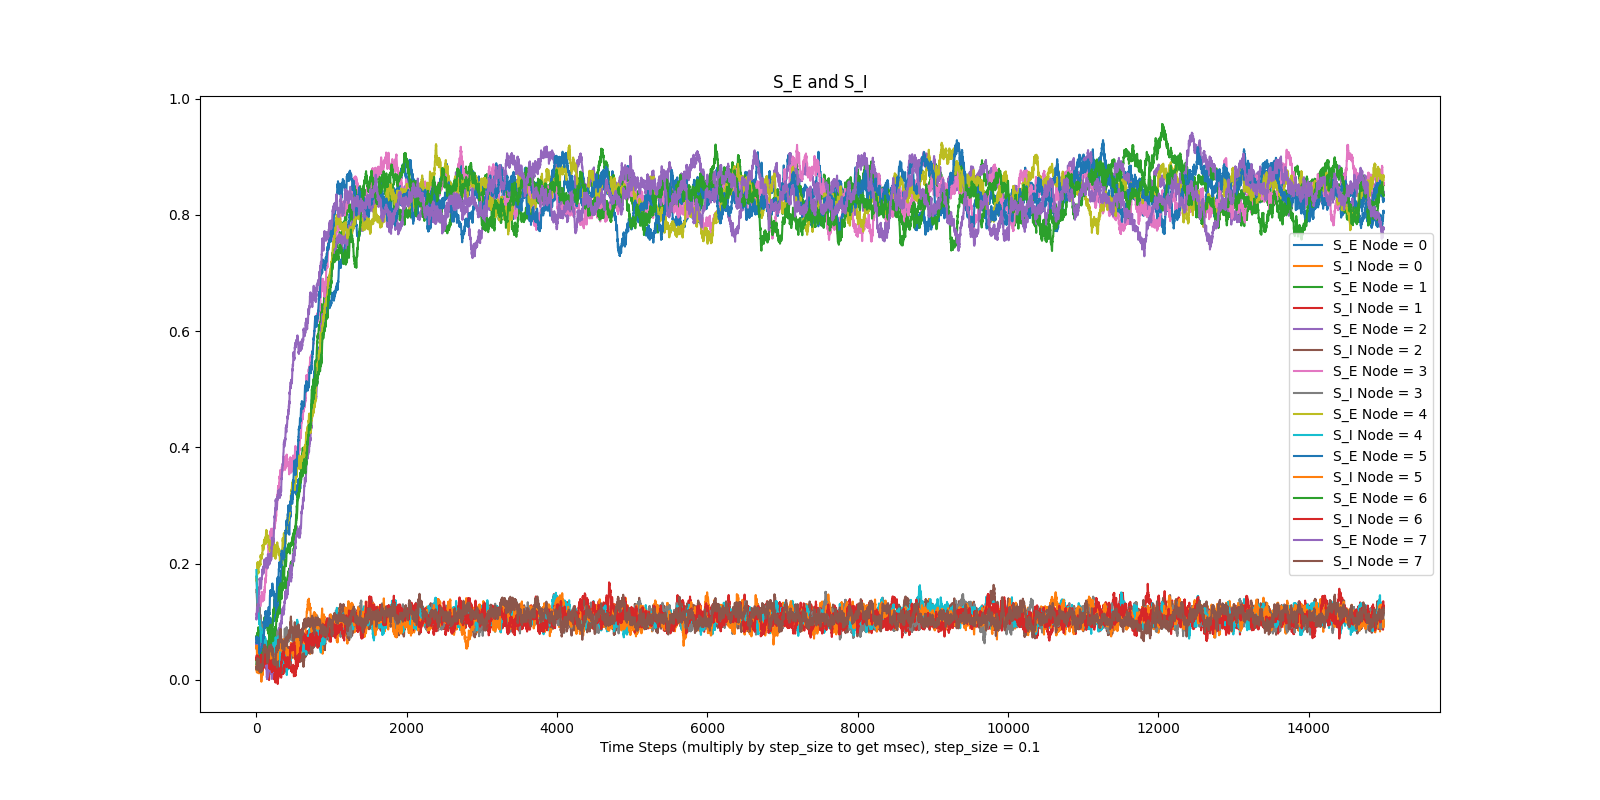 S_E and S_I
1.0
0.8
0.6
0.4
0.2
0.0
0 2000 4000 6000 8000 10000 12000 14000
Time Steps (multiply by step_size to get msec), step_size = 0.1
S_E Node = 0
S_I Node = 0
S_E Node = 1
S_I Node = 1
S_E Node = 2
S_I Node = 2
S_E Node = 3
S_I Node = 3
S_E Node = 4
S_I Node = 4
S_E Node = 5
S_I Node = 5
S_E Node = 6
S_I Node = 6
S_E Node = 7
S_I Node = 7